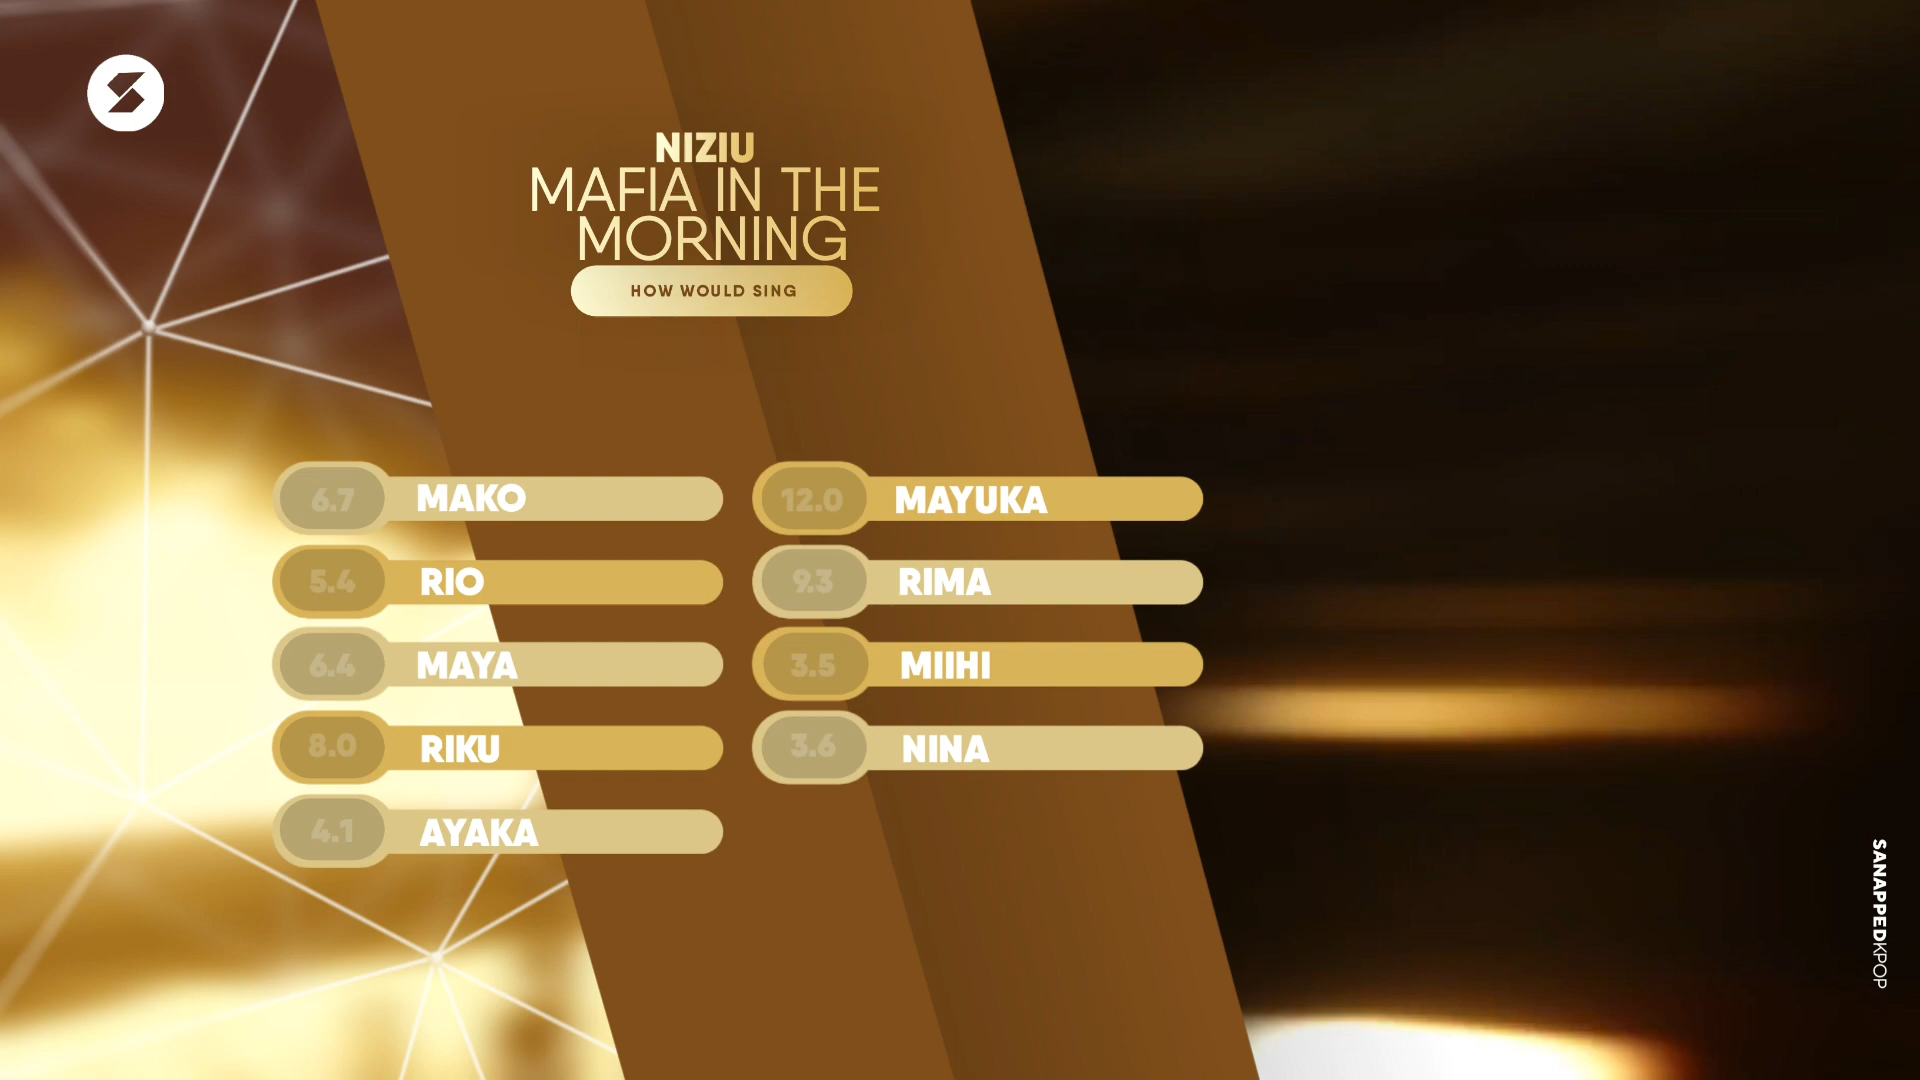 NIZIU
MAFIA IN THE
MORNING
HOW WOULD SING
6.7 MAKO
5.4 RIO
6.4 MAYA
8.0 RIKU
4.1 AYAKA
12.0 MAYUKA
9.3 RIMA
3.5 MIIHI
3.6 NINA
SANAPPEDKPOP